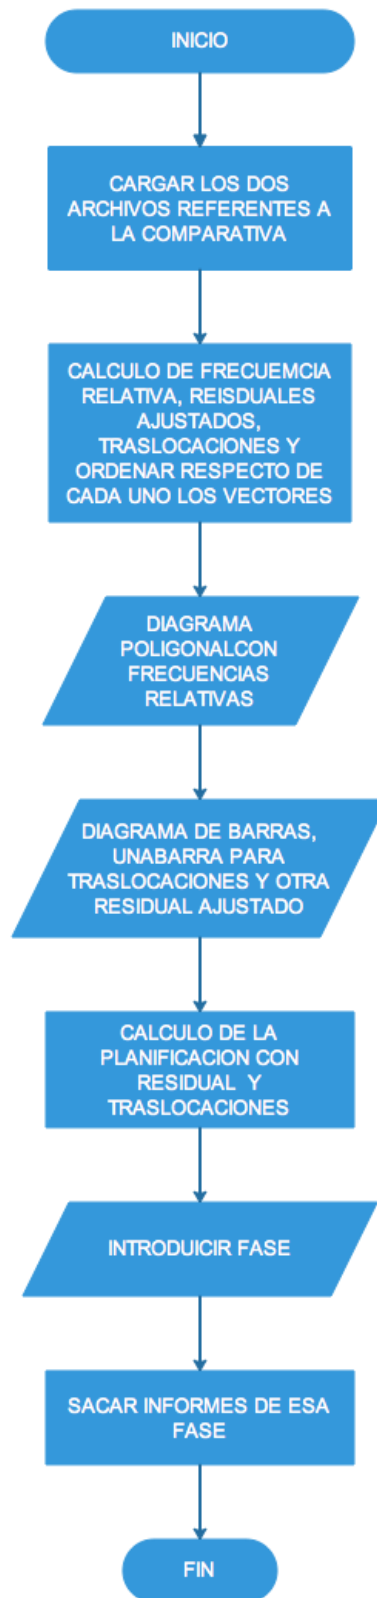 INICIO
CARGAR LOS DOS
ARCHIVOS REFERENTES A
LA COMPARATIVA
CALCULO DE FRECUEMCIA
RELATIVA, REISDUALES
AJUSTADOS,
TRASLOCACIONES Y
ORDENAR RESPECTO DE
CADA UNO LOS VECTORES
DIAGRAMA
POLIGONALCON
FRECUENCIAS
RELATIVAS
DIAGRAMA DE BARRAS,
UNABARRA PARA
TRASLOCACIONES Y OTRA
RESIDUAL AJUSTADO
CALCULO DE LA
PLANIFICACION CON
RESIDUAL Y
TRASLOCACIONES
INTRODUICIR FASE
SACAR INFORMES DE ESA
FASE
FIN